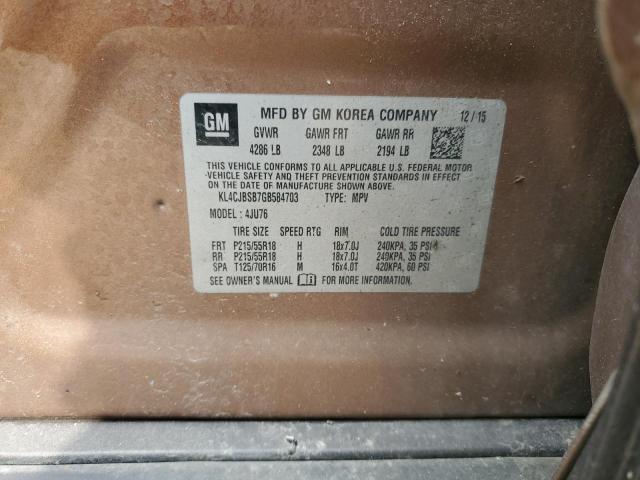 GM MFD BY GM KOREA COMPANY 12/15
GVWR GAWR FRT GAWR RR
4286 LB 2348 LB 2194 LB
THIS VEHICLE CONFORMS TO ALL APPLICABLE U.S. FEDERAL MOTOR
-VEHICLE SAFETY AND THEFT PREVENTION STANDARDS IN EFFECT ON
THE DATE OF MANUFACTURE SHOWN ABOVE.
KL4CJBSB7GB584703 TYPE: MPV
MODEL : 4JU76
TIRE SIZE SPEED RTG RIM COLD TIRE PRESSURE
FRT P215/55R18 H 18x7.0J 240KPA, 35 PSI
RR P215/55R18 H 18x7.0J 240KPA, 35 PSI
SPA T125/70R16 M 16x4.0T 420KPA, 60 PSI
SEE OWNER'S MANUAL FOR MORE INFORMATION.